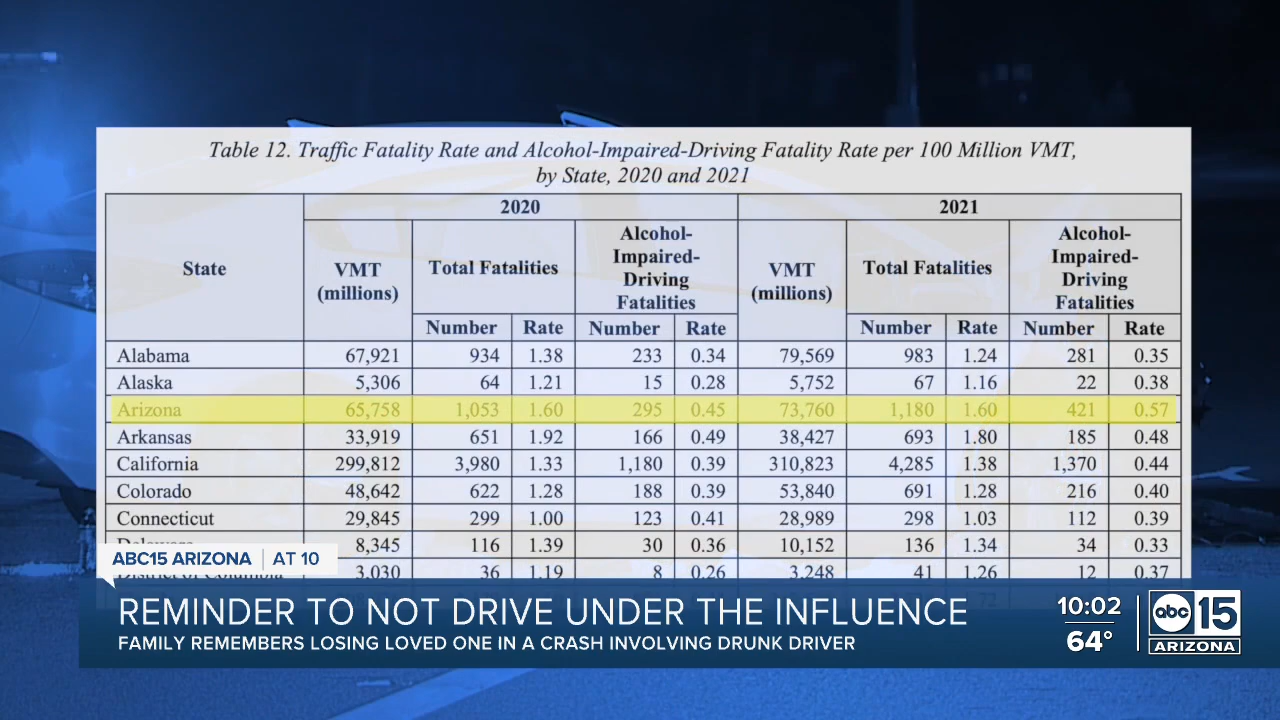 Table 12. Traffic Fatality Rate and Alcohol-Impaired-Driving Fatality Rate per 100 Million VMT,
by State, 2020 and 2021
State 2020 2021
VMT (millions) Total Fatalities Alcohol-Impaired-Driving Fatalities VMT (millions) Total Fatalities Alcohol-Impaired-Driving Fatalities
Number Rate Number Rate Number Rate Number Rate
Alabama 67,921 934 1.38 233 0.34 79,569 983 1.24 281 0.35
Alaska 5,306 64 1.21 15 0.28 5,752 67 1.16 22 0.38
Arizona 65,758 1,053 1.60 295 0.45 73,760 1,180 1.60 421 0.57
Arkansas 33,919 651 1.92 166 0.49 38,427 693 1.80 185 0.48
California 299,812 3,980 1.33 1,180 0.39 310,823 4,285 1.38 1,370 0.44
Colorado 48,642 622 1.28 188 0.39 53,840 691 1.28 216 0.40
Connecticut 29,845 299 1.00 123 0.41 28,989 298 1.03 112 0.39
Delaware 8,345 116 1.39 30 0.36 10,152 136 1.34 34 0.33
District of Columbia 3,030 36 1.19 8 0.26 3,248 41 1.26 12 0.37
ABC15 ARIZONA | AT 10
REMINDER TO NOT DRIVE UNDER THE INFLUENCE
FAMILY REMEMBERS LOSING LOVED ONE IN A CRASH INVOLVING DRUNK DRIVER
10:02
64°
abc 15
ARIZONA